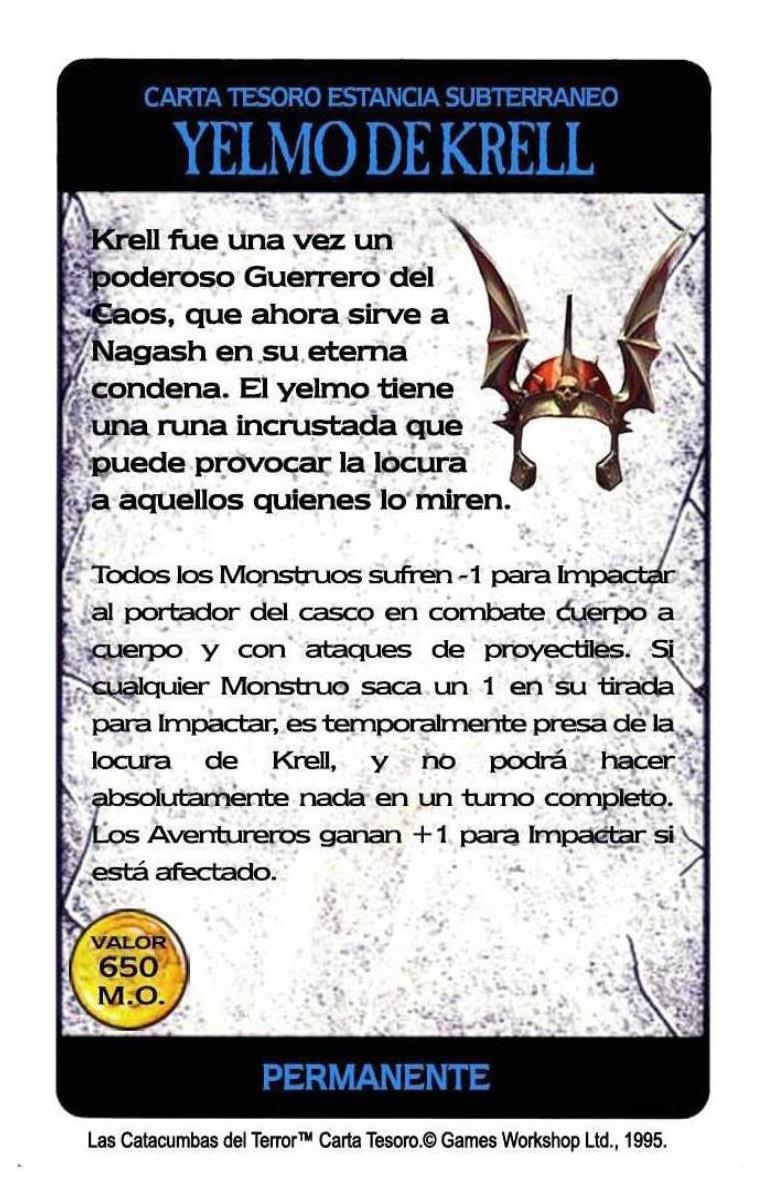 CARTA TESORO ESTANCIA SUBTERRANEO
YELMO DE KRELL
Krell fue una vez un
poderoso Guerrero del
Caos, que ahora sirve a
Nagash en su eterna
condena. El yelmo tiene
una runa incrustada que
puede provocar la locura
a aquellos quienes lo miren.
Todos los Monstruos sufren -1 para Impactar
al portador del casco en combate cuerpo a
cuerpo y con ataques de proyectiles. Si
cualquier Monstruo saca un 1 en su tirada
para Impactar, es temporalmente presa de la
locura de Krell, y no podrá hacer
absolutamente nada en un turno completo.
Los Aventureros ganan +1 para Impactar si
está afectado.
VALOR
650
M.O.
PERMANENTE
Las Catacumbas del Terror™ Carta Tesoro.© Games Workshop Ltd., 1995.